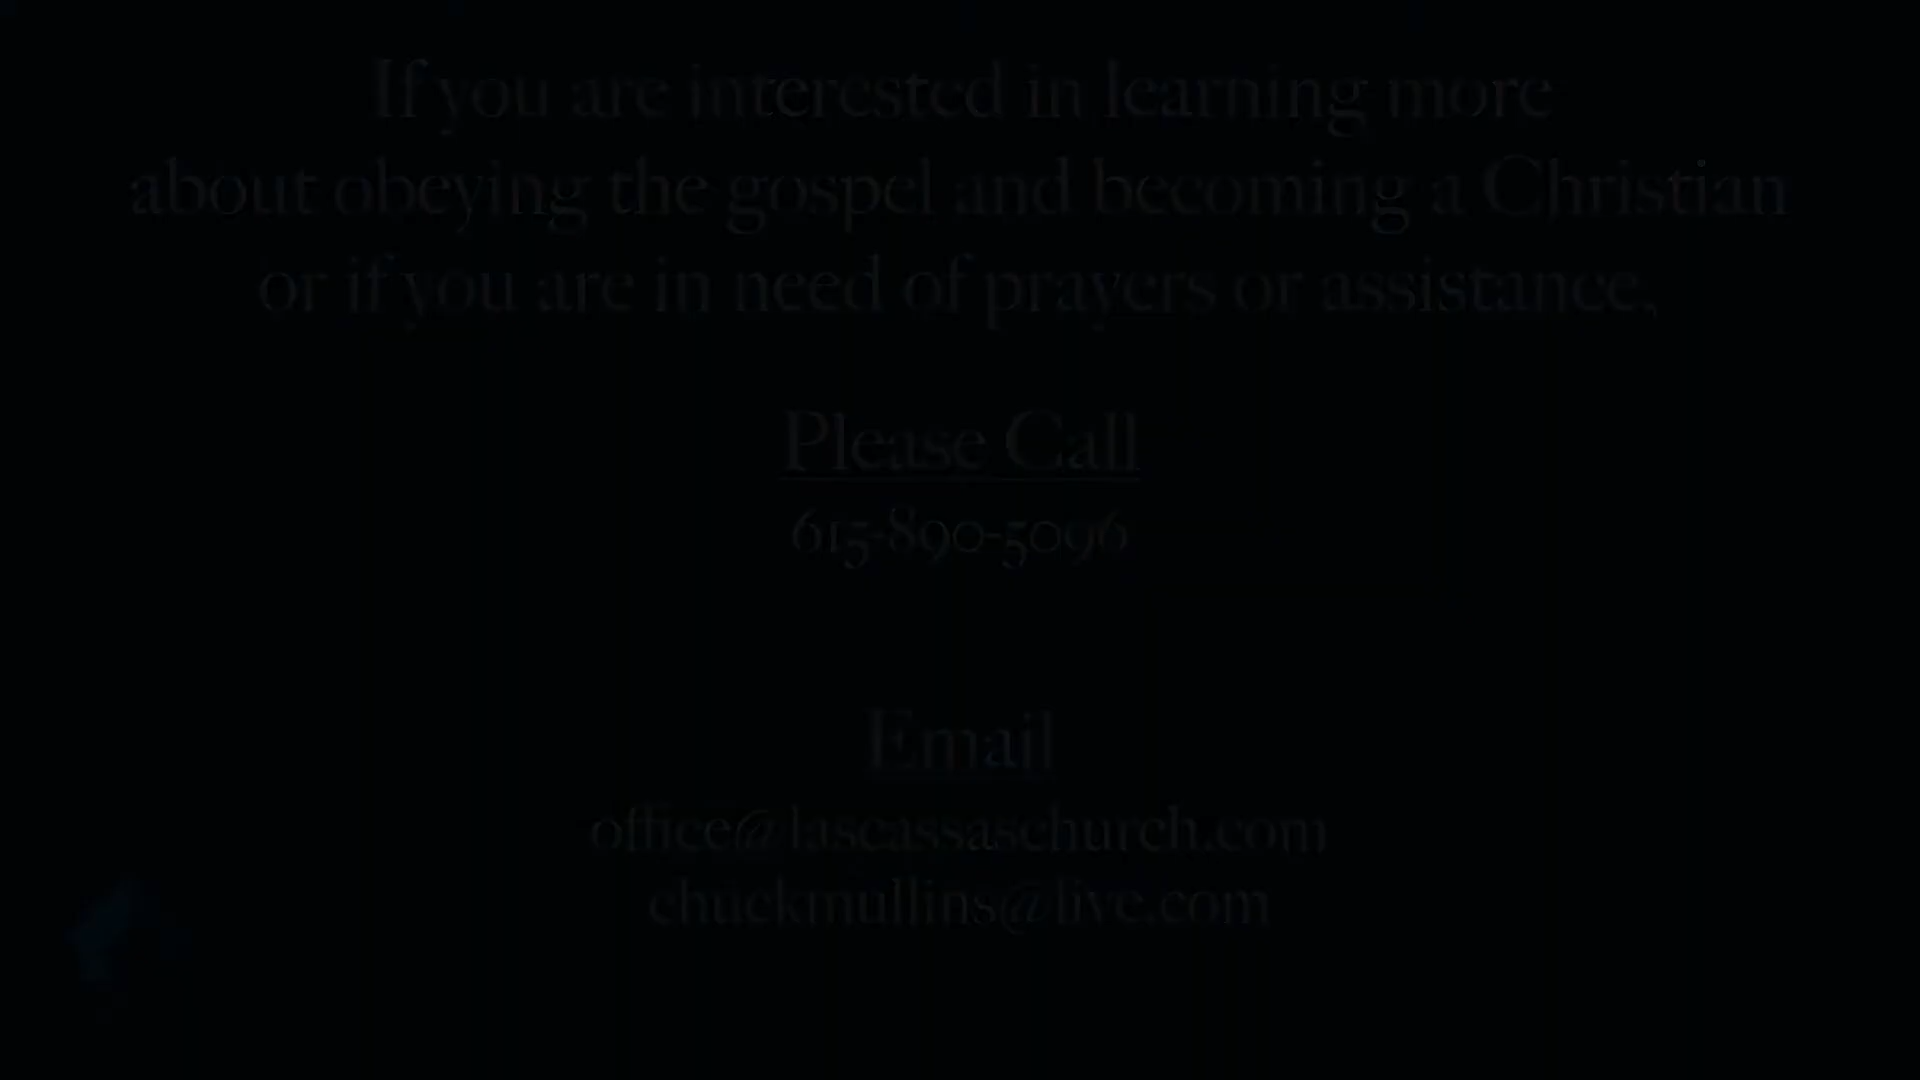 If you are interested in learning more
about obeying the gospel and becoming a Christian
or if you are in need of prayers or assistance,
Please Call
615-890-5096
Email
office@lascassaschurch.com
chuckmullins@live.com